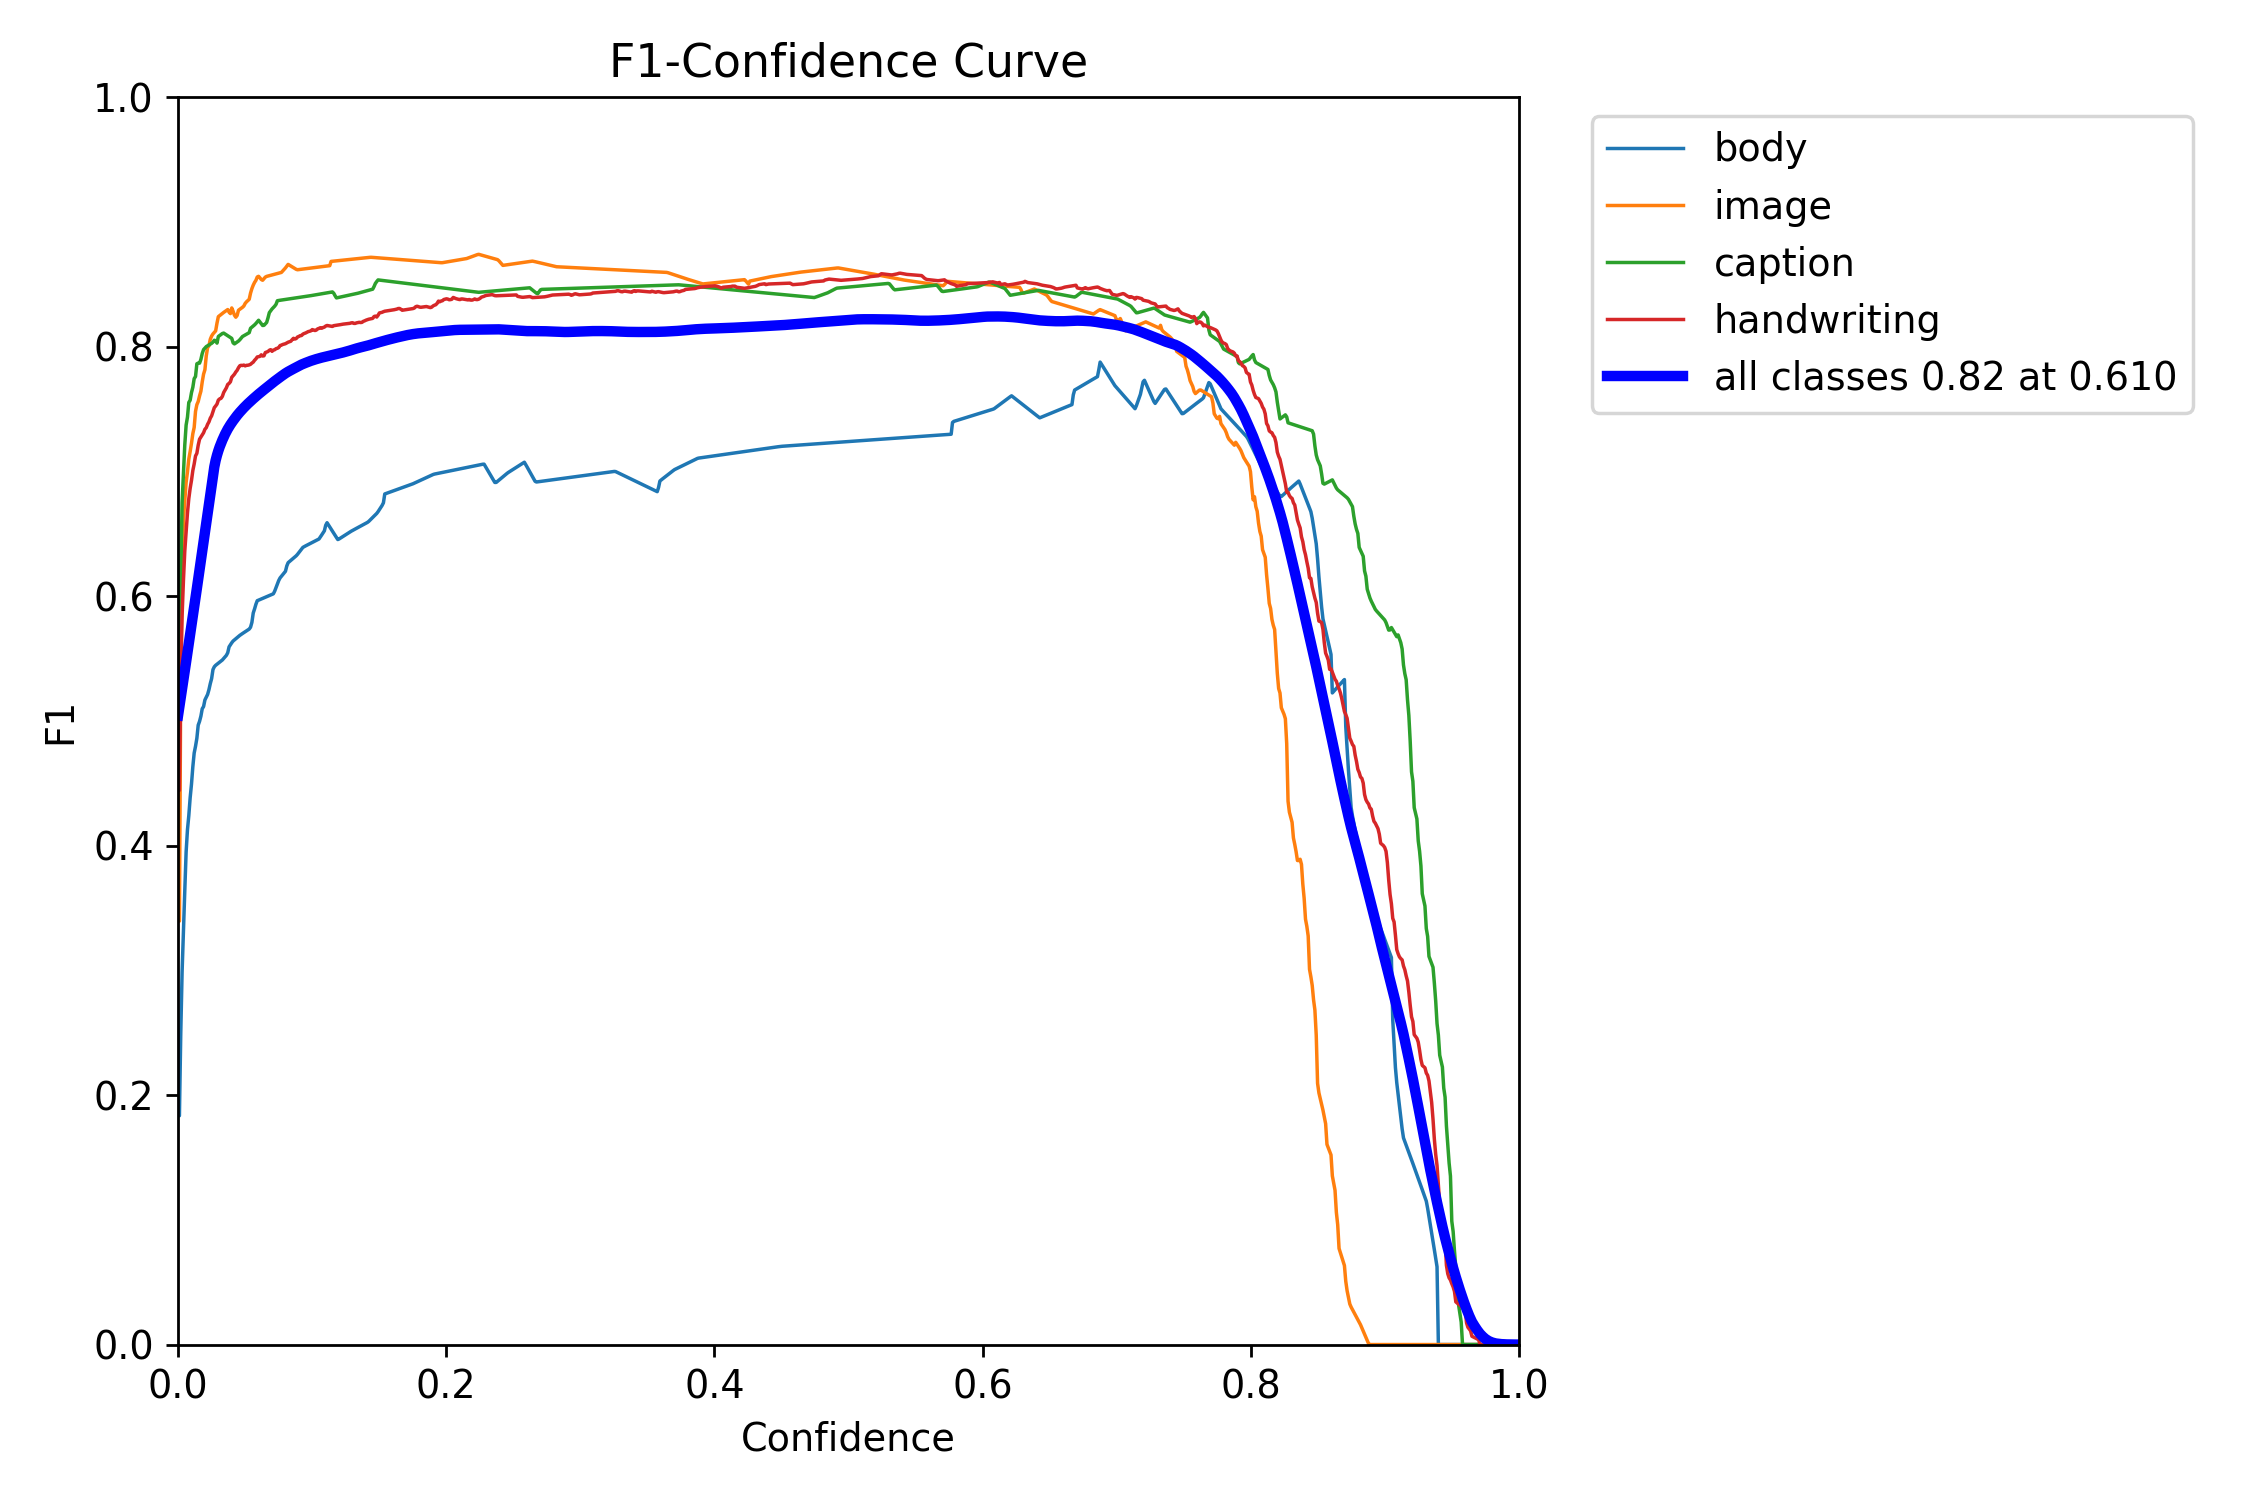 F1-Confidence Curve
1.0
0.8
0.6
0.4
0.2
0.0
F1
0.0 0.2 0.4 0.6 0.8 1.0
Confidence
body
image
caption
handwriting
all classes 0.82 at 0.610